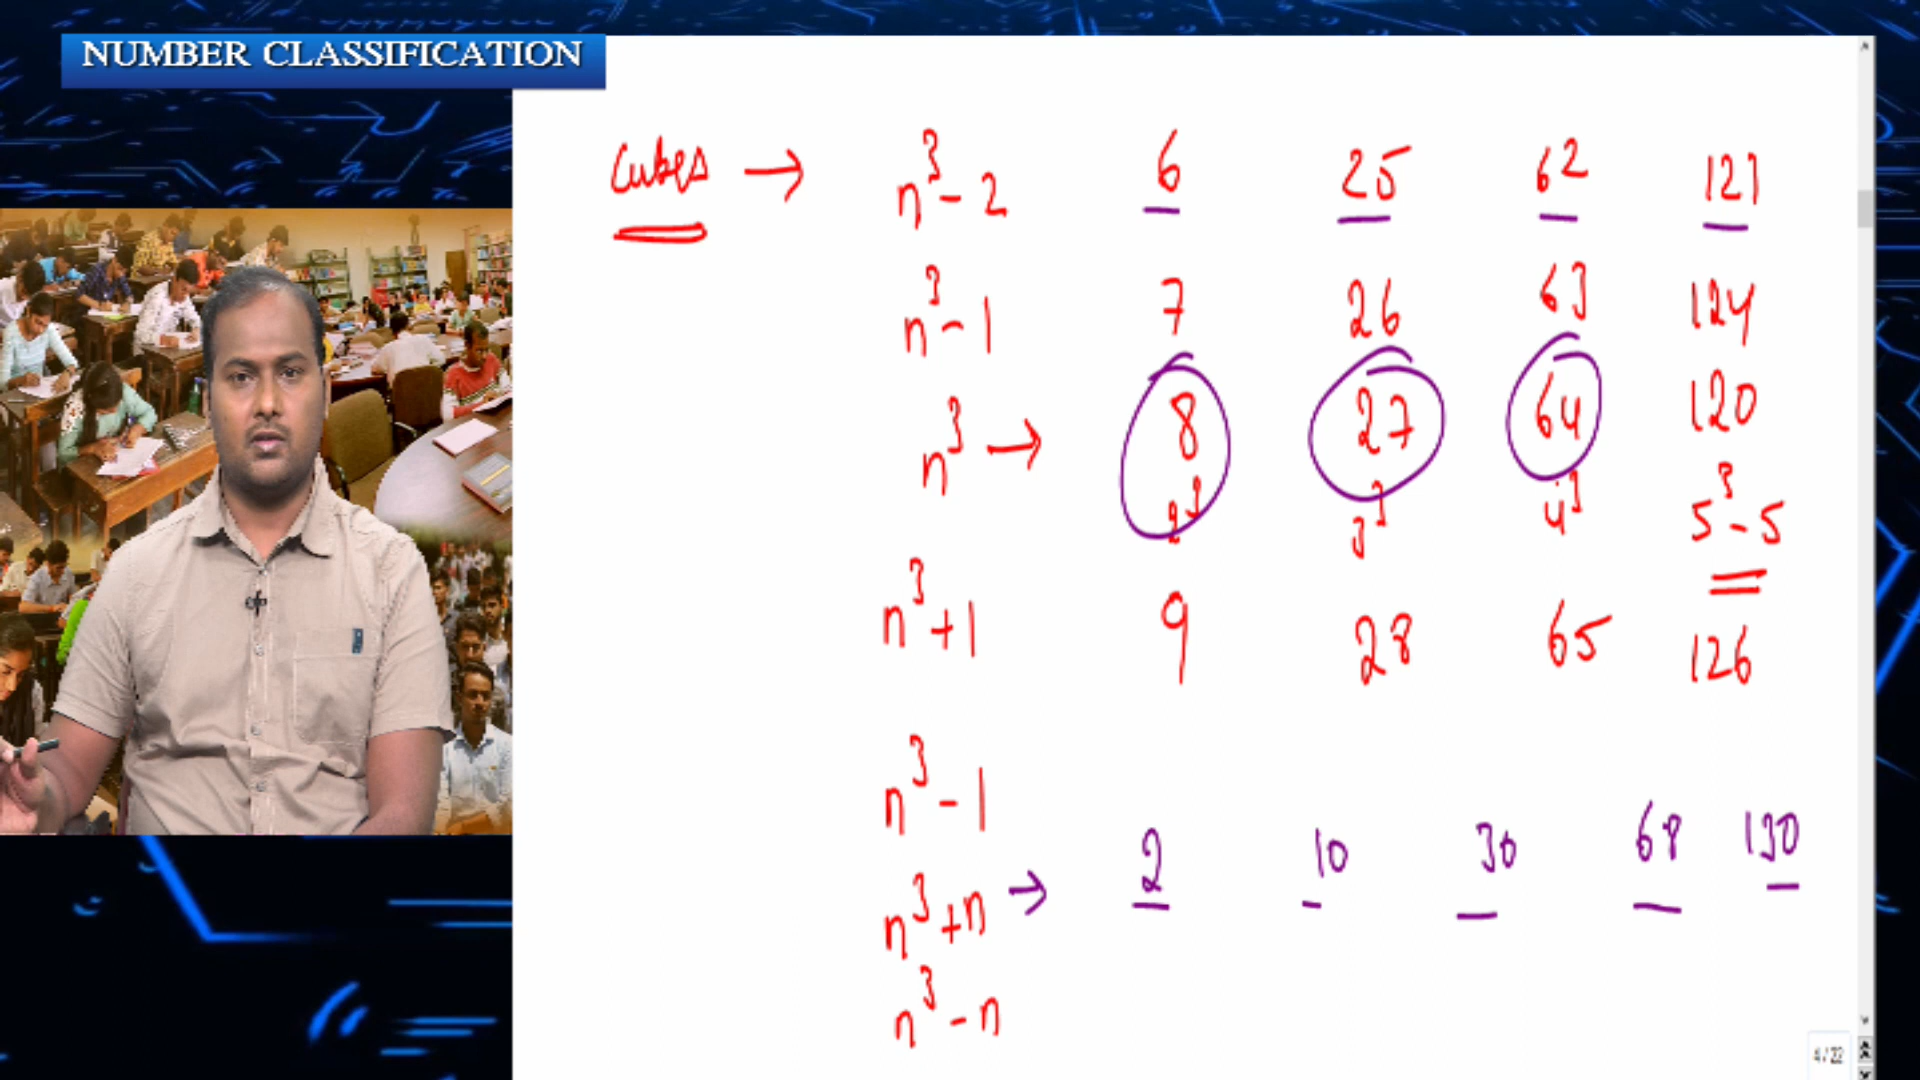 NUMBER CLASSIFICATION
Cubes → n³-2 6 25 62 121
n³-1 7 26 63 124
n³ → 8 27 64 120
2³ 3³ 4³ 5³-5
n³+1 9 28 65 126
n³-1
n³+n → 2 10 30 68 130
n³-n
4/22